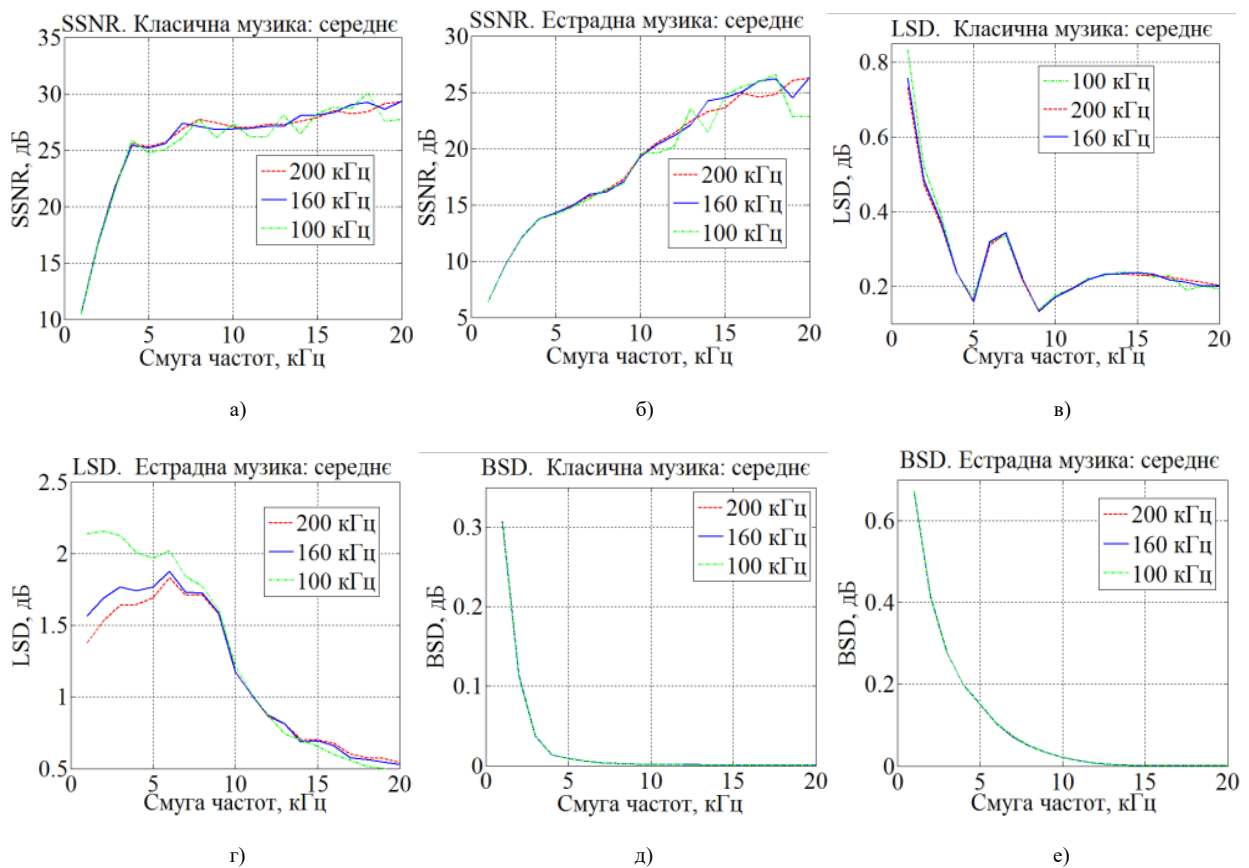 SSNR. Класична музика: середнє
35
30
25
20
15
10
SSNR, дБ
200 кГц
160 кГц
100 кГц
0 5 10 15 20
Смуга частот, кГц
а)
SSNR. Естрадна музика: середнє
30
25
20
15
10
5
SSNR, дБ
200 кГц
160 кГц
100 кГц
0 5 10 15 20
Смуга частот, кГц
б)
LSD. Класична музика: середнє
0.8
0.6
0.4
0.2
LSD, дБ
100 кГц
200 кГц
160 кГц
0 5 10 15 20
Смуга частот, кГц
в)
LSD. Естрадна музика: середнє
2.5
2
1.5
1
0.5
LSD, дБ
200 кГц
160 кГц
100 кГц
0 5 10 15 20
Смуга частот, кГц
г)
BSD. Класична музика: середнє
0.3
0.2
0.1
0
BSD, дБ
200 кГц
160 кГц
100 кГц
0 5 10 15 20
Смуга частот, кГц
д)
BSD. Естрадна музика: середнє
0.6
0.4
0.2
0
BSD, дБ
200 кГц
160 кГц
100 кГц
0 5 10 15 20
Смуга частот, кГц
е)